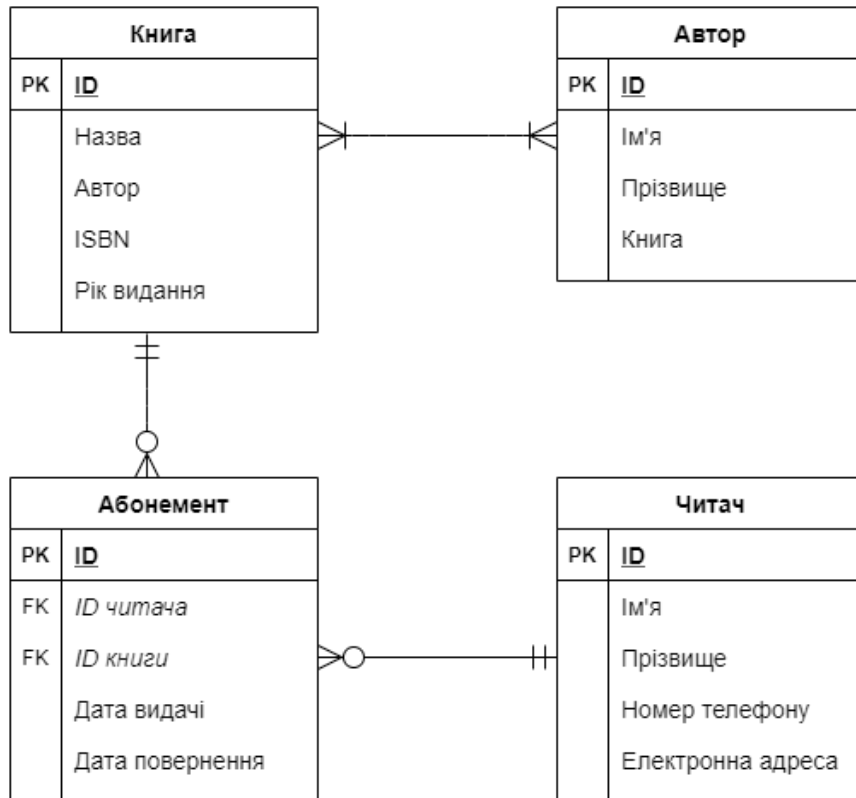 Книга
PK ID
Назва
Автор
ISBN
Рік видання
Автор
PK ID
Ім'я
Прізвище
Книга
Абонемент
PK ID
FK ID читача
FK ID книги
Дата видачі
Дата повернення
Читач
PK ID
Ім'я
Прізвище
Номер телефону
Електронна адреса